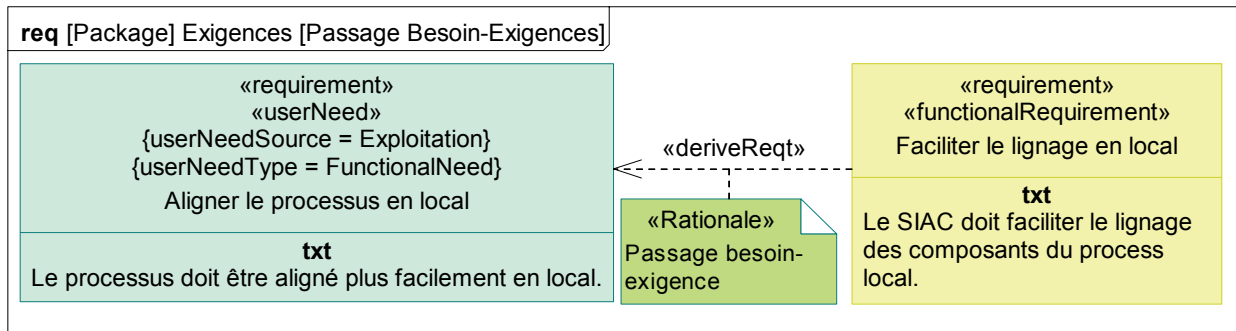 req [Package] Exigences [Passage Besoin-Exigences]
«requirement»
«userNeed»
{userNeedSource = Exploitation}
{userNeedType = FunctionalNeed}
Aligner le processus en local
txt
Le processus doit être aligné plus facilement en local.
«deriveReqt»
«Rationale»
Passage besoin-
exigence
«requirement»
«functionalRequirement»
Faciliter le lignage en local
txt
Le SIAC doit faciliter le lignage
des composants du process
local.